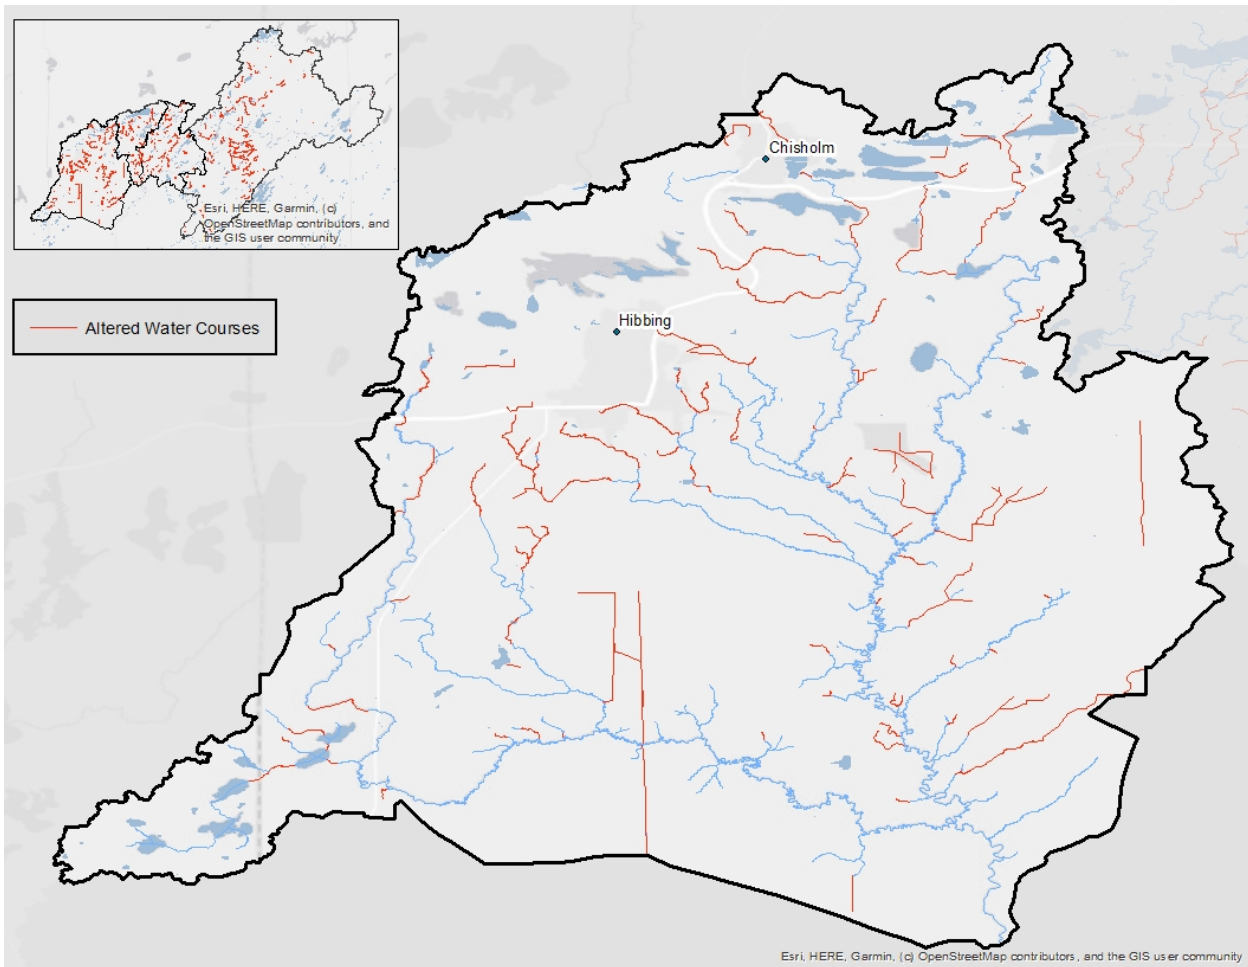 Esri, HERE, Garmin, (c)
OpenStreetMap contributors, and
the GIS user community
Altered Water Courses
Chisholm
Hibbing
Esri, HERE, Garmin, (c) OpenStreetMap contributors, and the GIS user community